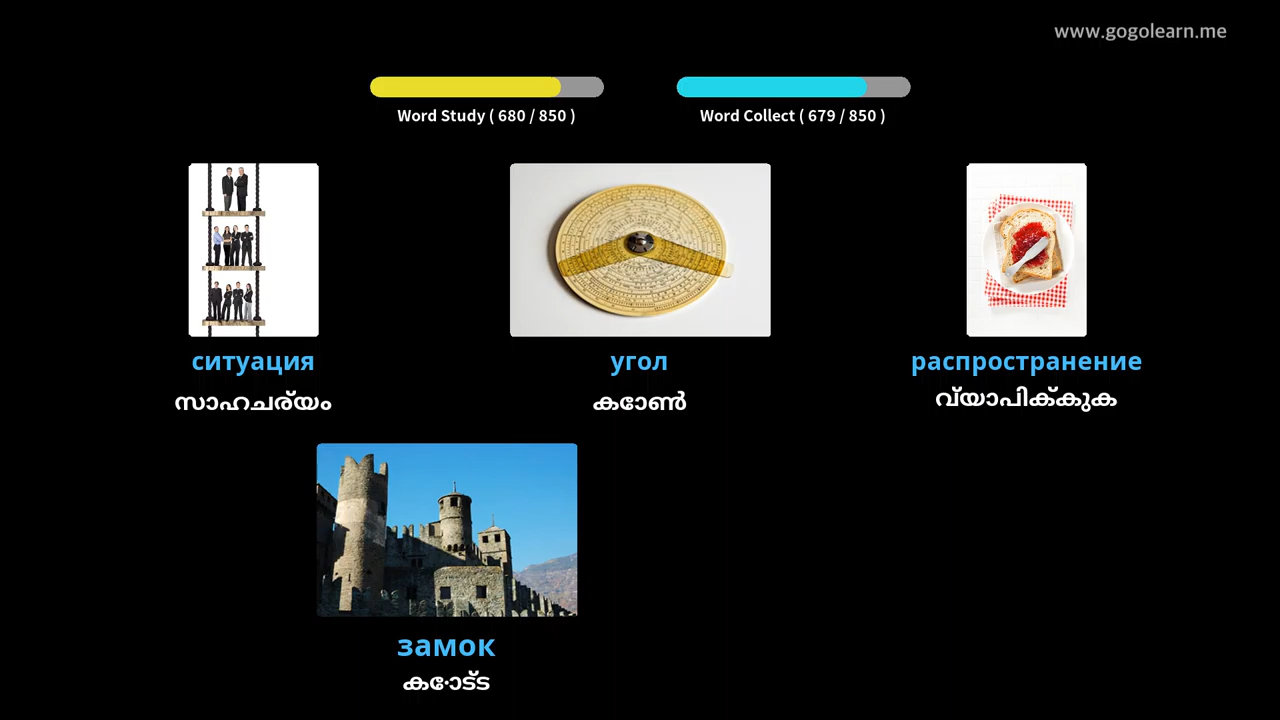 www.gogolearn.me
Word Study ( 680 / 850 )
Word Collect ( 679 / 850 )
ситуация
угол
распространение
സാഹചര്യം
കോൺ
വ്യാപിക്കുക
замок
കോട്ട